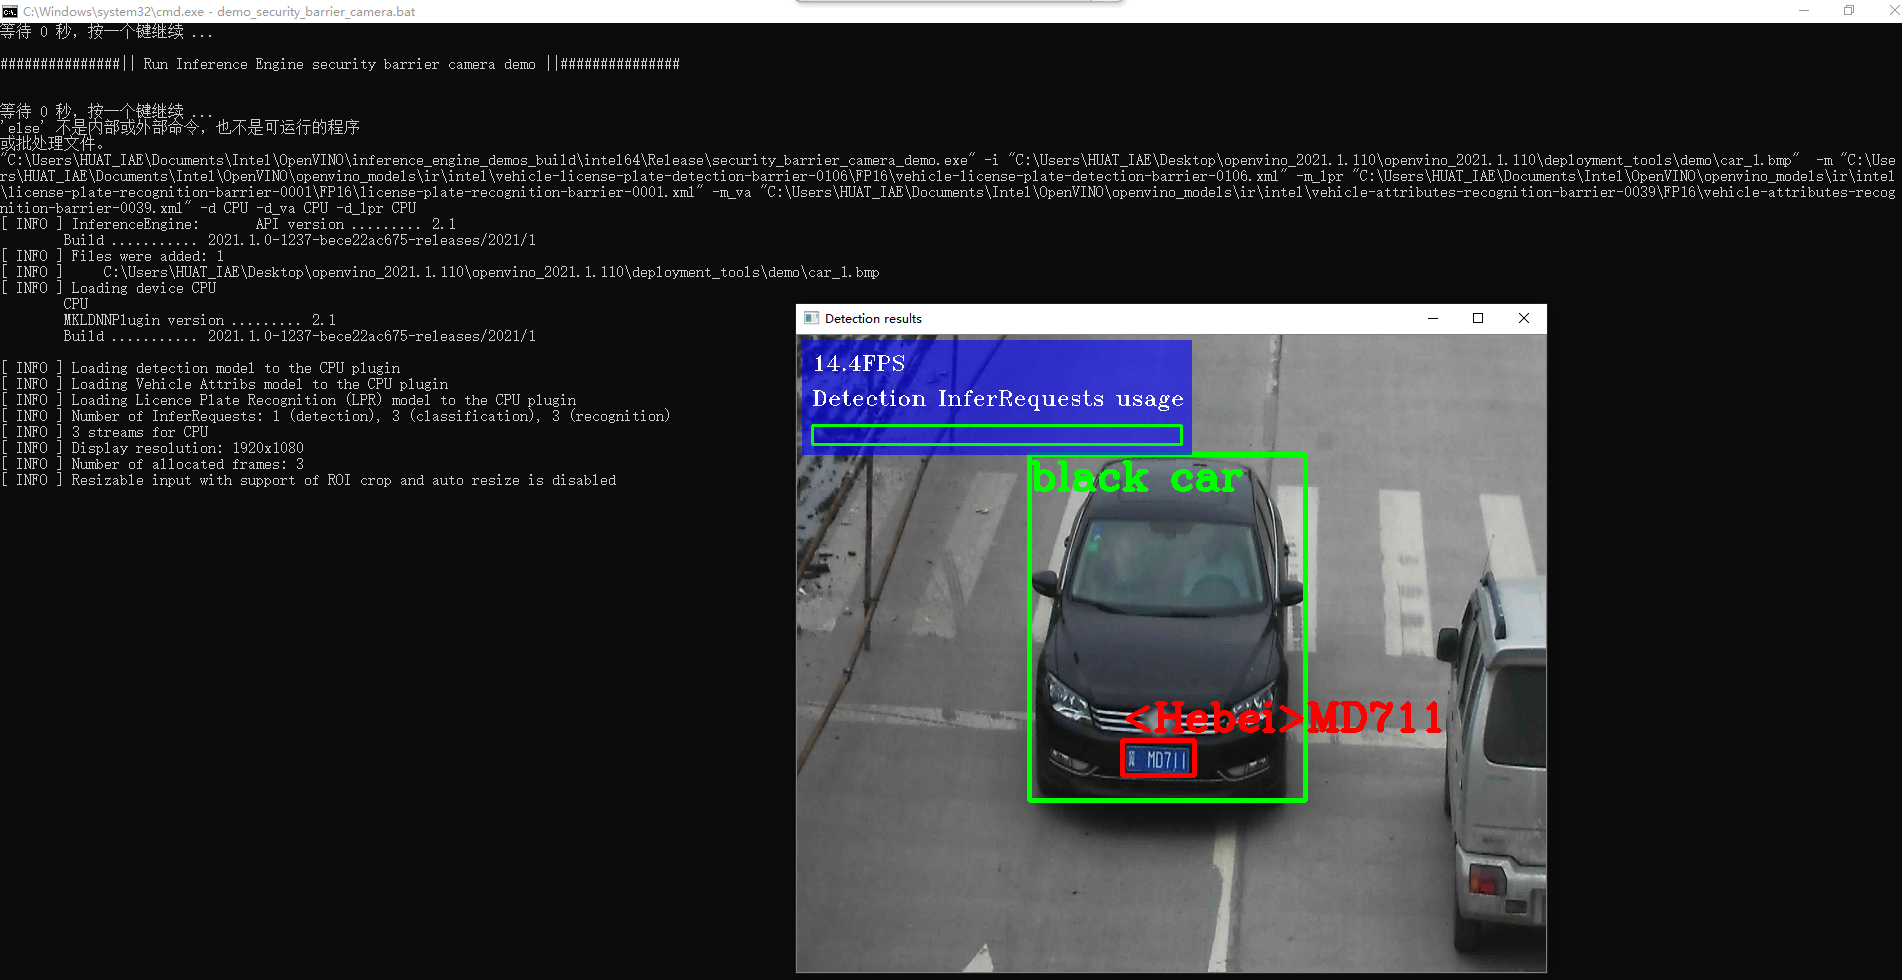 C:\Windows\system32\cmd.exe - demo_security_barrier_camera.bat
等待 0 秒，按一个键继续 ...
###############|| Run Inference Engine security barrier camera demo ||###############
等待 0 秒，按一个键继续 ...
'else' 不是内部或外部命令，也不是可运行的程序
或批处理文件。
"C:\Users\HUAT_IAE\Documents\Intel\OpenVINO\inference_engine_demos_build\intel64\Release\security_barrier_camera_demo.exe" -i "C:\Users\HUAT_IAE\Desktop\openvino_2021.1.110\openvino_2021.1.110\deployment_tools\demo\car_1.bmp"  -m "C:\Use
rs\HUAT_IAE\Documents\Intel\OpenVINO\openvino_models\ir\intel\vehicle-license-plate-detection-barrier-0106\FP16\vehicle-license-plate-detection-barrier-0106.xml" -m_lpr "C:\Users\HUAT_IAE\Documents\Intel\OpenVINO\openvino_models\ir\intel
\license-plate-recognition-barrier-0001\FP16\license-plate-recognition-barrier-0001.xml" -m_va "C:\Users\HUAT_IAE\Documents\Intel\OpenVINO\openvino_models\ir\intel\vehicle-attributes-recognition-barrier-0039\FP16\vehicle-attributes-recog
nition-barrier-0039.xml" -d CPU -d_va CPU -d_lpr CPU
[ INFO ] InferenceEngine:       API version ......... 2.1
Build ........... 2021.1.0-1237-bece22ac675-releases/2021/1
[ INFO ] Files were added: 1
[ INFO ]     C:\Users\HUAT_IAE\Desktop\openvino_2021.1.110\openvino_2021.1.110\deployment_tools\demo\car_1.bmp
[ INFO ] Loading device CPU
CPU
MKLDNNPlugin version ......... 2.1
Build ........... 2021.1.0-1237-bece22ac675-releases/2021/1
[ INFO ] Loading detection model to the CPU plugin
[ INFO ] Loading Vehicle Attribs model to the CPU plugin
[ INFO ] Loading Licence Plate Recognition (LPR) model to the CPU plugin
[ INFO ] Number of InferRequests: 1 (detection), 3 (classification), 3 (recognition)
[ INFO ] 3 streams for CPU
[ INFO ] Display resolution: 1920x1080
[ INFO ] Number of allocated frames: 3
[ INFO ] Resizable input with support of ROI crop and auto resize is disabled
Detection results
14.4FPS
Detection InferRequests usage
black car
<Hebei>MD711
MD711